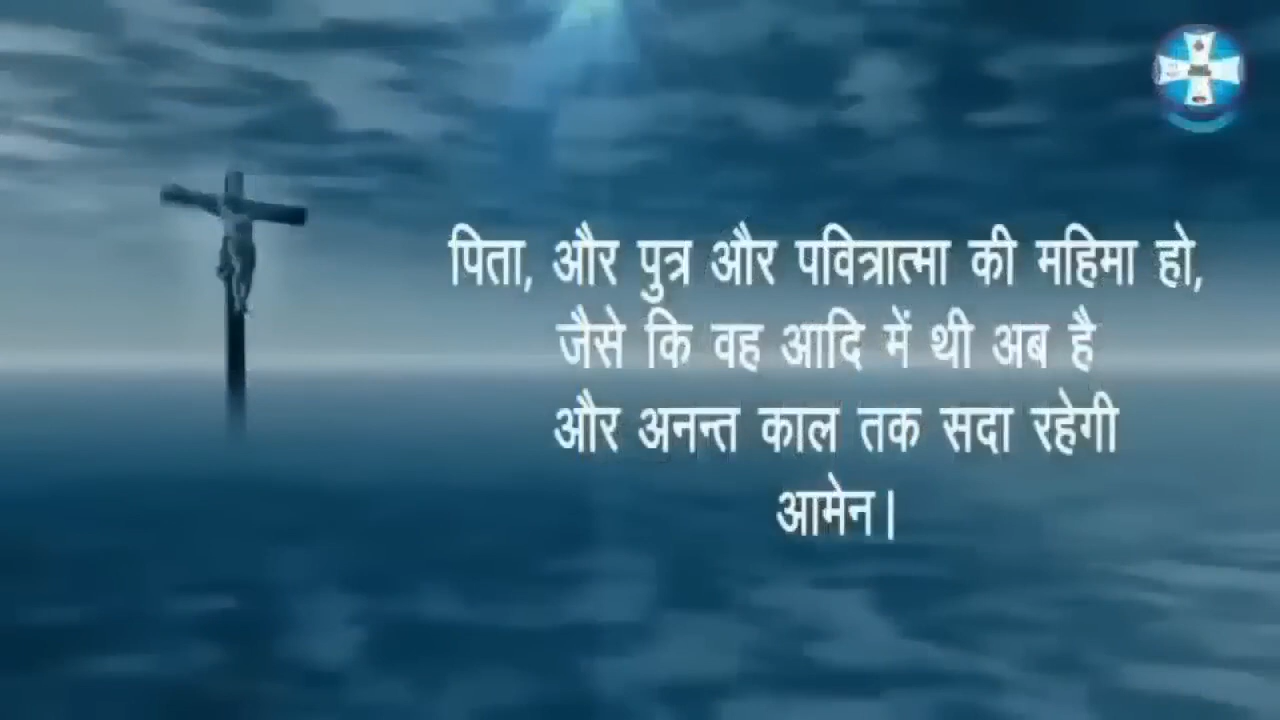 पिता, और पुत्र और पवित्रात्मा की महिमा हो,
जैसे कि वह आदि में थी अब है
और अनन्त काल तक सदा रहेगी
आमेन।